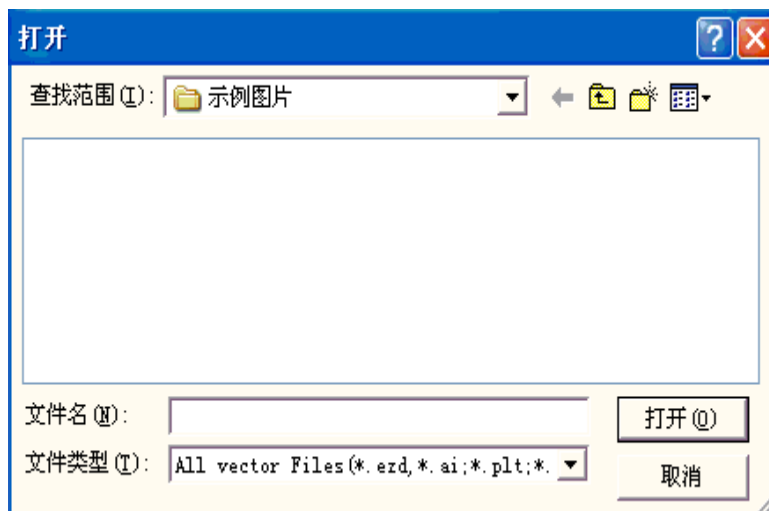 打开
查找范围(I): 示例图片
文件名(N):
打开(O)
文件类型(T): All vector Files(*.ezd,*.ai;*.plt;*.
取消